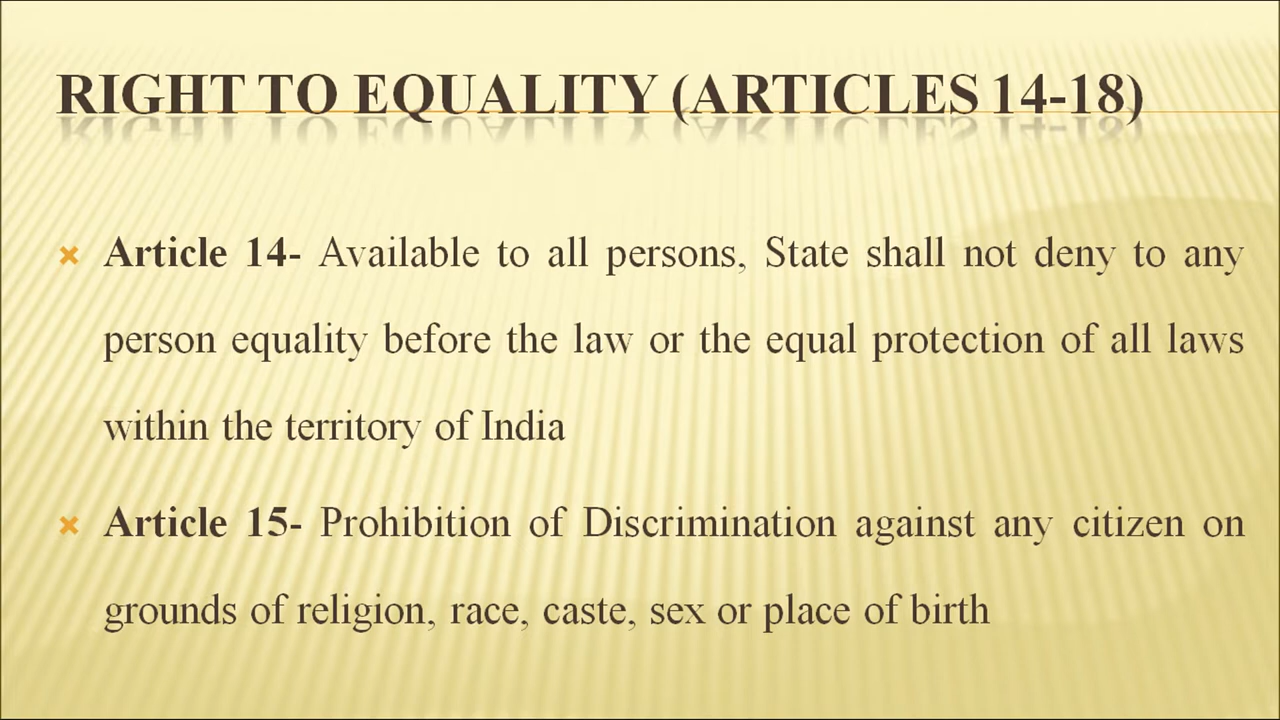 RIGHT TO EQUALITY (ARTICLES 14-18)
Article 14- Available to all persons, State shall not deny to any
person equality before the law or the equal protection of all laws
within the territory of India
Article 15- Prohibition of Discrimination against any citizen on
grounds of religion, race, caste, sex or place of birth